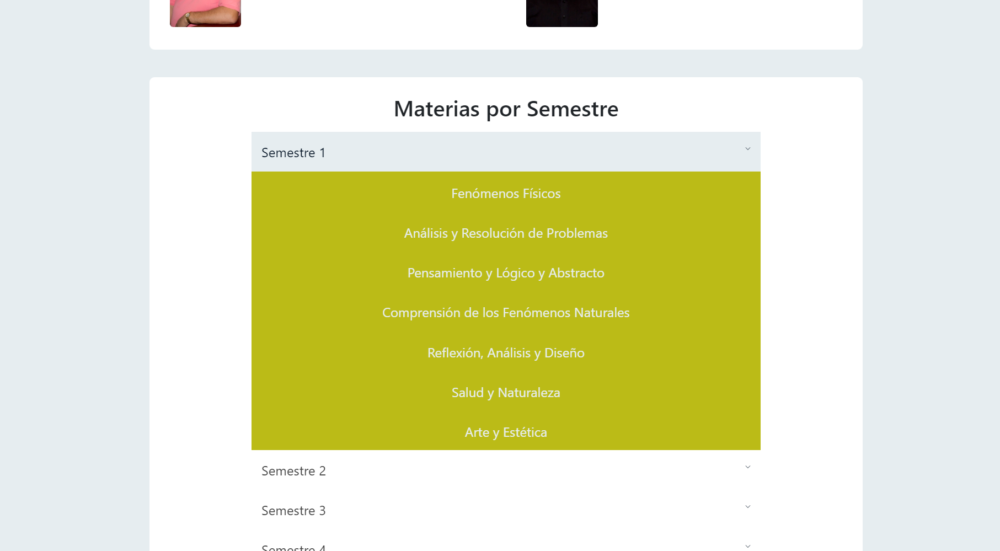 Materias por Semestre
Semestre 1
Fenómenos Físicos
Análisis y Resolución de Problemas
Pensamiento y Lógico y Abstracto
Comprensión de los Fenómenos Naturales
Reflexión, Análisis y Diseño
Salud y Naturaleza
Arte y Estética
Semestre 2
Semestre 3
Semestre 4